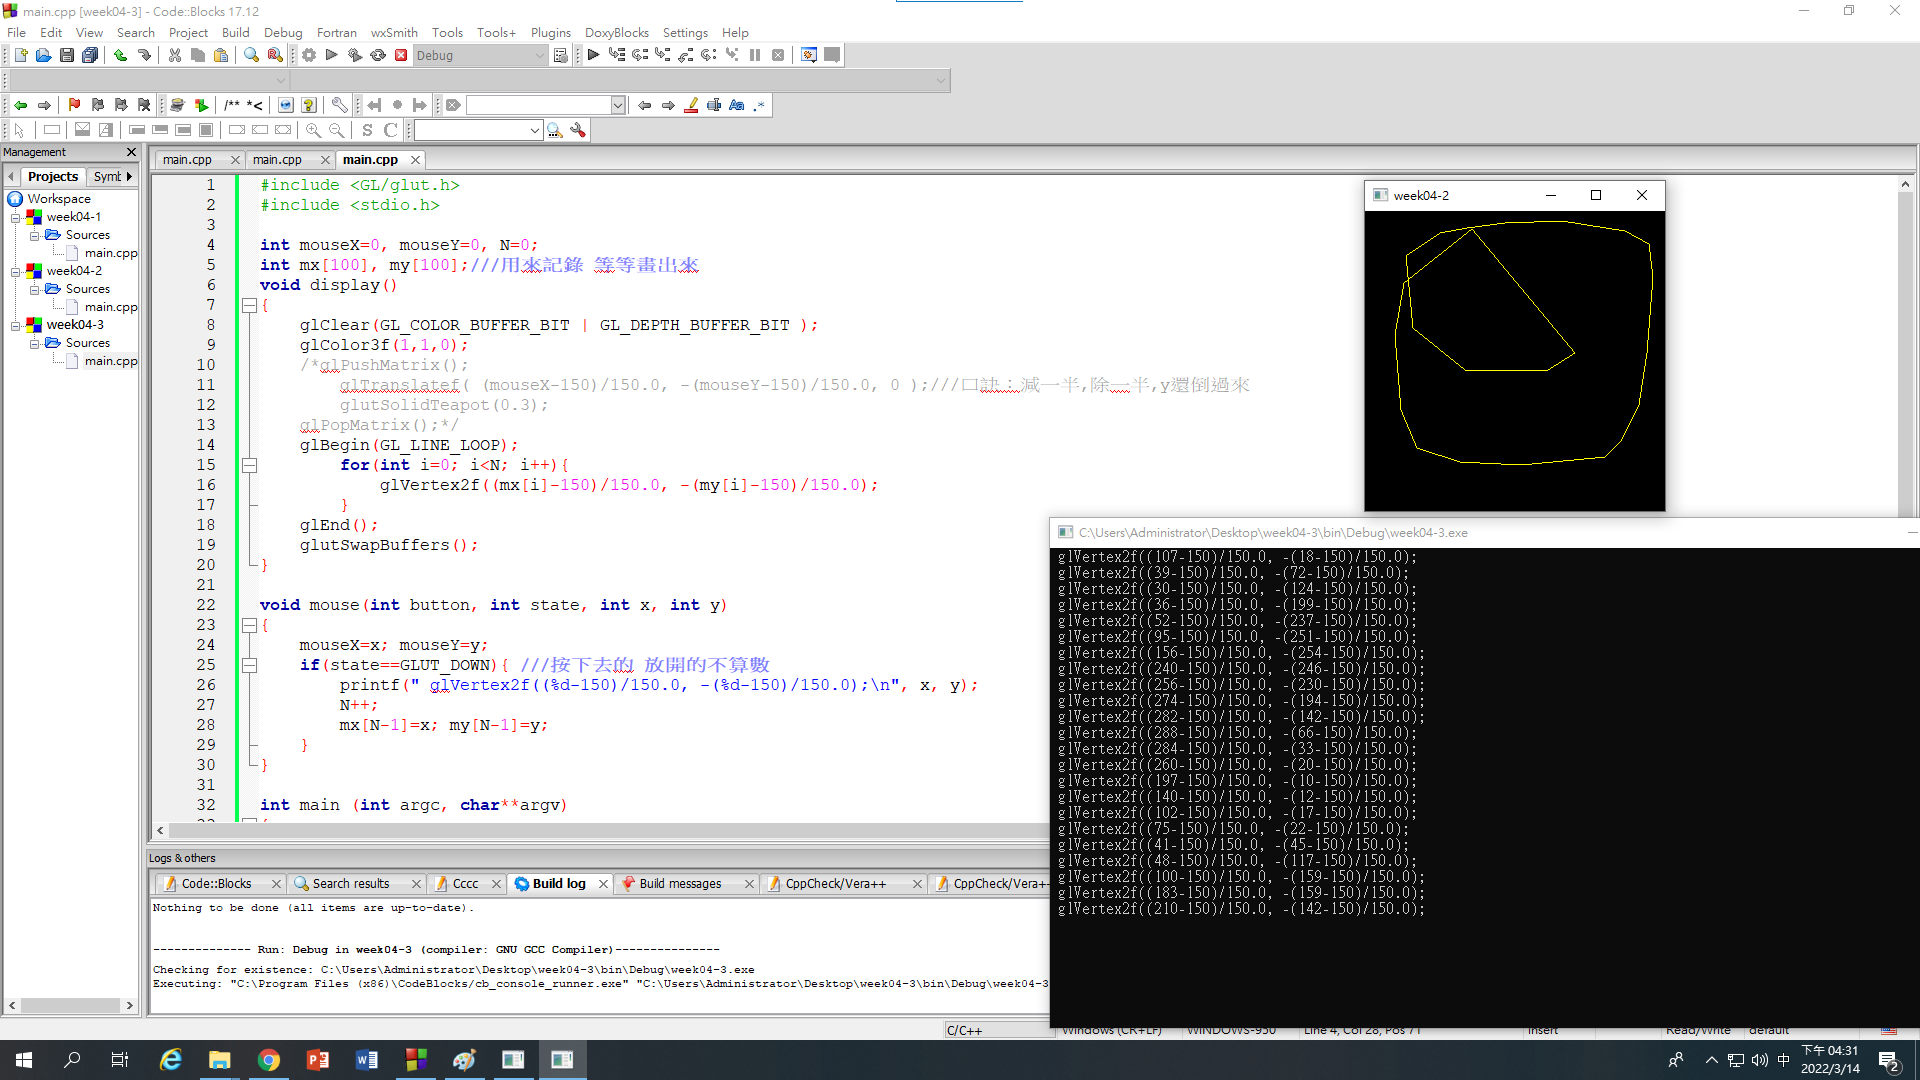 main.cpp [week04-3] - Code::Blocks 17.12
File Edit View Search Project Build Debug Fortran wxSmith Tools Tools+ Plugins DoxyBlocks Settings Help
Debug
/** *<
Aa .*
S C
Management
Projects Symb
Workspace
week04-1
Sources
main.cpp
week04-2
Sources
main.cpp
week04-3
Sources
main.cpp
main.cpp main.cpp main.cpp
1 #include <GL/glut.h>
2 #include <stdio.h>
3
4 int mouseX=0, mouseY=0, N=0;
5 int mx[100], my[100];///用來記錄 等等畫出來
6 void display()
7 {
8 glClear(GL_COLOR_BUFFER_BIT | GL_DEPTH_BUFFER_BIT );
9 glColor3f(1,1,0);
10 /*glPushMatrix();
11 glTranslatef( (mouseX-150)/150.0, -(mouseY-150)/150.0, 0 );///口訣：減一半,除一半,y還倒過來
12 glutSolidTeapot(0.3);
13 glPopMatrix();*/
14 glBegin(GL_LINE_LOOP);
15 for(int i=0; i<N; i++){
16 glVertex2f((mx[i]-150)/150.0, -(my[i]-150)/150.0);
17 }
18 glEnd();
19 glutSwapBuffers();
20 }
21
22 void mouse(int button, int state, int x, int y)
23 {
24 mouseX=x; mouseY=y;
25 if(state==GLUT_DOWN){ ///按下去的 放開的不算數
26 printf(" glVertex2f((%d-150)/150.0, -(%d-150)/150.0);\n", x, y);
27 N++;
28 mx[N-1]=x; my[N-1]=y;
29 }
30 }
31
32 int main (int argc, char**argv)
week04-2
C:\Users\Administrator\Desktop\week04-3\bin\Debug\week04-3.exe
glVertex2f((107-150)/150.0, -(18-150)/150.0);
glVertex2f((39-150)/150.0, -(72-150)/150.0);
glVertex2f((30-150)/150.0, -(124-150)/150.0);
glVertex2f((36-150)/150.0, -(199-150)/150.0);
glVertex2f((52-150)/150.0, -(237-150)/150.0);
glVertex2f((95-150)/150.0, -(251-150)/150.0);
glVertex2f((156-150)/150.0, -(254-150)/150.0);
glVertex2f((240-150)/150.0, -(246-150)/150.0);
glVertex2f((256-150)/150.0, -(230-150)/150.0);
glVertex2f((274-150)/150.0, -(194-150)/150.0);
glVertex2f((282-150)/150.0, -(142-150)/150.0);
glVertex2f((288-150)/150.0, -(66-150)/150.0);
glVertex2f((284-150)/150.0, -(33-150)/150.0);
glVertex2f((260-150)/150.0, -(20-150)/150.0);
glVertex2f((197-150)/150.0, -(10-150)/150.0);
glVertex2f((140-150)/150.0, -(12-150)/150.0);
glVertex2f((102-150)/150.0, -(17-150)/150.0);
glVertex2f((75-150)/150.0, -(22-150)/150.0);
glVertex2f((41-150)/150.0, -(45-150)/150.0);
glVertex2f((48-150)/150.0, -(117-150)/150.0);
glVertex2f((100-150)/150.0, -(159-150)/150.0);
glVertex2f((183-150)/150.0, -(159-150)/150.0);
glVertex2f((210-150)/150.0, -(142-150)/150.0);
Logs & others
Code::Blocks Search results Cccc Build log Build messages CppCheck/Vera++ CppCheck/Vera++
Nothing to be done (all items are up-to-date).
-------------- Run: Debug in week04-3 (compiler: GNU GCC Compiler)---------------
Checking for existence: C:\Users\Administrator\Desktop\week04-3\bin\Debug\week04-3.exe
Executing: "C:\Program Files (x86)\CodeBlocks/cb_console_runner.exe" "C:\Users\Administrator\Desktop\week04-3\bin\Debug\week04-3
C/C++ Windows (CR+LF) WINDOWS-950 Line 4, Col 28, Pos 71 Insert Read/Write default
中 下午 04:31
2022/3/14
2